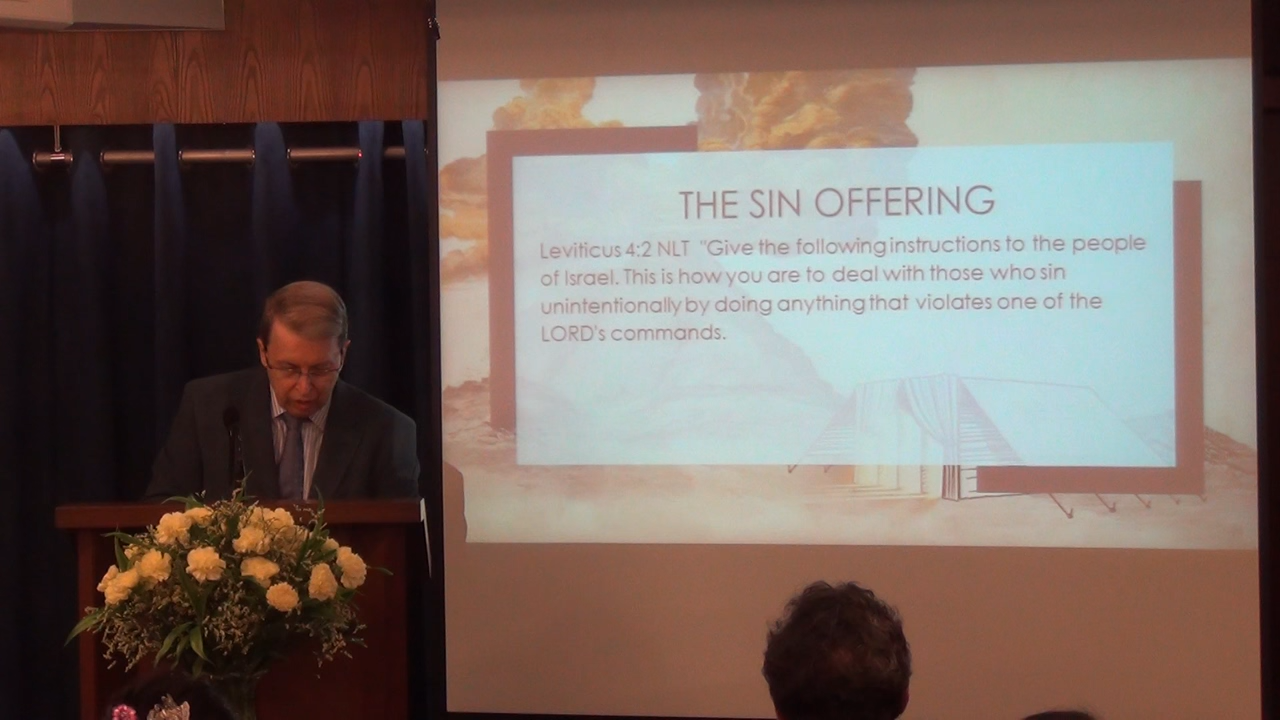 THE SIN OFFERING
Leviticus 4:2 NLT "Give the following instructions to the people
of Israel. This is how you are to deal with those who sin
unintentionally by doing anything that violates one of the
LORD's commands.